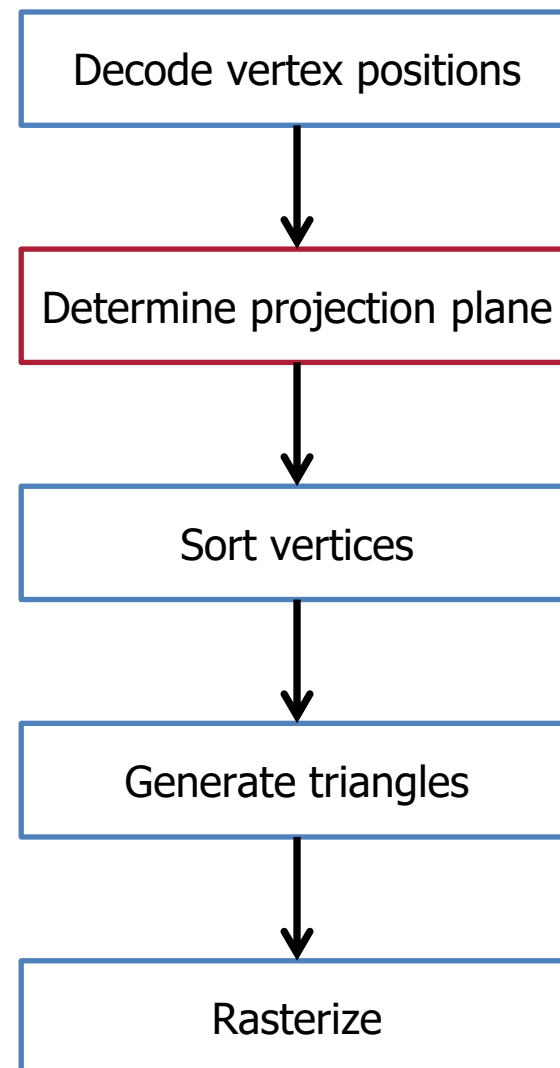 Decode vertex positions
Determine projection plane
Sort vertices
Generate triangles
Rasterize